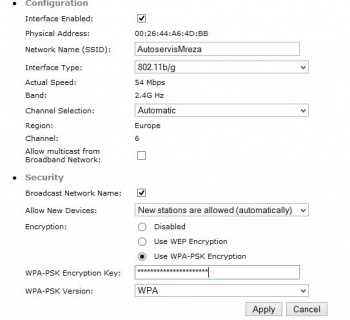 Configuration
Interface Enabled:
Physical Address: 00:26:44:A6:4D:BB
Network Name (SSID): AutoservisMreza
Interface Type: 802.11b/g
Actual Speed: 54 Mbps
Band: 2.4G Hz
Channel Selection: Automatic
Region: Europe
Channel: 6
Allow multicast from
Broadband Network:
Security
Broadcast Network Name:
Allow New Devices: New stations are allowed (automatically)
Encryption: Disabled
Use WEP Encryption
Use WPA-PSK Encryption
WPA-PSK Encryption Key:
WPA-PSK Version: WPA
Apply Cancel